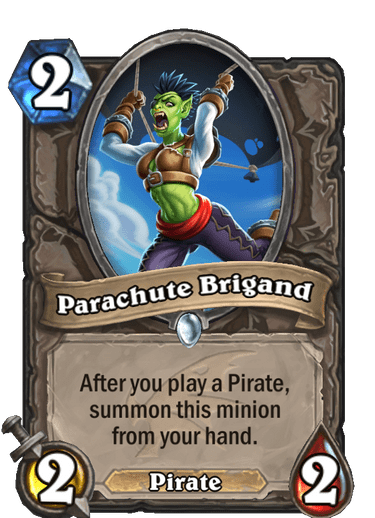 2
Parachute Brigand
After you play a Pirate,
summon this minion
from your hand.
2
Pirate
2